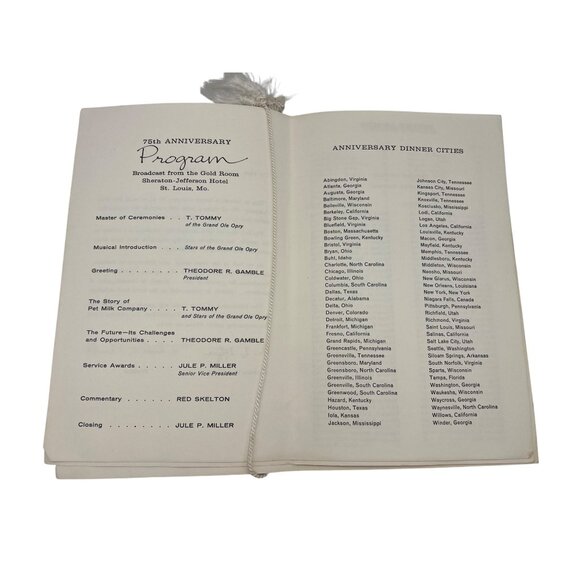 75th ANNIVERSARY
Program
Broadcast from the Gold Room
Sheraton-Jefferson Hotel
St. Louis, Mo.
Master of Ceremonies . . T. TOMMY
of the Grand Ole Opry
Musical Introduction . . Stars of the Grand Ole Opry
Greeting . . . . . . . . THEODORE R. GAMBLE
President
The Story of
Pet Milk Company . . . . T. TOMMY
and Stars of the Grand Ole Opry
The Future—Its Challenges
and Opportunities . . . . THEODORE R. GAMBLE
Service Awards . . . . . JULE P. MILLER
Senior Vice President
Commentary . . . . . . RED SKELTON
Closing . . . . . . . . JULE P. MILLER
ANNIVERSARY DINNER CITIES
Abingdon, Virginia
Atlanta, Georgia
Augusta, Georgia
Baltimore, Maryland
Belleville, Wisconsin
Berkeley, California
Big Stone Gap, Virginia
Bluefield, Virginia
Boston, Massachusetts
Bowling Green, Kentucky
Bristol, Virginia
Bryan, Ohio
Buhl, Idaho
Charlotte, North Carolina
Chicago, Illinois
Coldwater, Ohio
Columbia, South Carolina
Dallas, Texas
Decatur, Alabama
Delta, Ohio
Denver, Colorado
Detroit, Michigan
Frankfort, Michigan
Fresno, California
Grand Rapids, Michigan
Greencastle, Pennsylvania
Greenville, Tennessee
Greensboro, Maryland
Greensboro, North Carolina
Greenville, Illinois
Greenville, South Carolina
Greenwood, South Carolina
Hazard, Kentucky
Houston, Texas
Iola, Kansas
Jackson, Mississippi
Johnson City, Tennessee
Kansas City, Missouri
Kingsport, Tennessee
Knoxville, Tennessee
Kosciusko, Mississippi
Lodi, California
Logan, Utah
Los Angeles, California
Louisville, Kentucky
Macon, Georgia
Mayfield, Kentucky
Memphis, Tennessee
Middlesboro, Kentucky
Middleton, Wisconsin
Neosho, Missouri
New Glarus, Wisconsin
New Orleans, Louisiana
New York, New York
Niagara Falls, Canada
Pittsburgh, Pennsylvania
Richfield, Utah
Richmond, Virginia
Saint Louis, Missouri
Salinas, California
Salt Lake City, Utah
Seattle, Washington
Siloam Springs, Arkansas
South Norfolk, Virginia
Sparta, Wisconsin
Tampa, Florida
Washington, Georgia
Waukesha, Wisconsin
Waycross, Georgia
Waynesville, North Carolina
Willows, California
Winder, Georgia